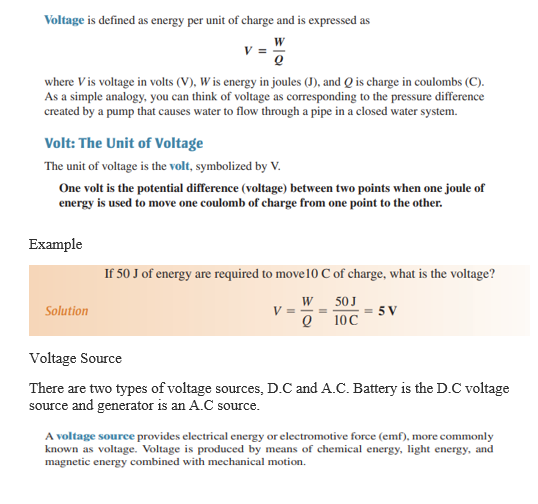 Voltage is defined as energy per unit of charge and is expressed as
V = W/Q
where V is voltage in volts (V), W is energy in joules (J), and Q is charge in coulombs (C).
As a simple analogy, you can think of voltage as corresponding to the pressure difference
created by a pump that causes water to flow through a pipe in a closed water system.
Volt: The Unit of Voltage
The unit of voltage is the volt, symbolized by V.
One volt is the potential difference (voltage) between two points when one joule of
energy is used to move one coulomb of charge from one point to the other.
Example
If 50 J of energy are required to move10 C of charge, what is the voltage?
Solution V = W/Q = 50 J/10 C = 5 V
Voltage Source
There are two types of voltage sources, D.C and A.C. Battery is the D.C voltage
source and generator is an A.C source.
A voltage source provides electrical energy or electromotive force (emf), more commonly
known as voltage. Voltage is produced by means of chemical energy, light energy, and
magnetic energy combined with mechanical motion.